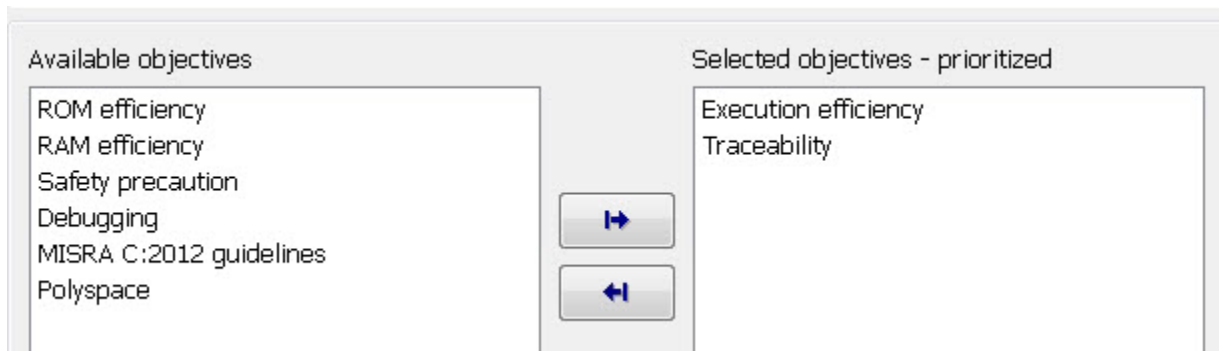 Available objectives
ROM efficiency
RAM efficiency
Safety precaution
Debugging
MISRA C:2012 guidelines
Polyspace
Selected objectives - prioritized
Execution efficiency
Traceability